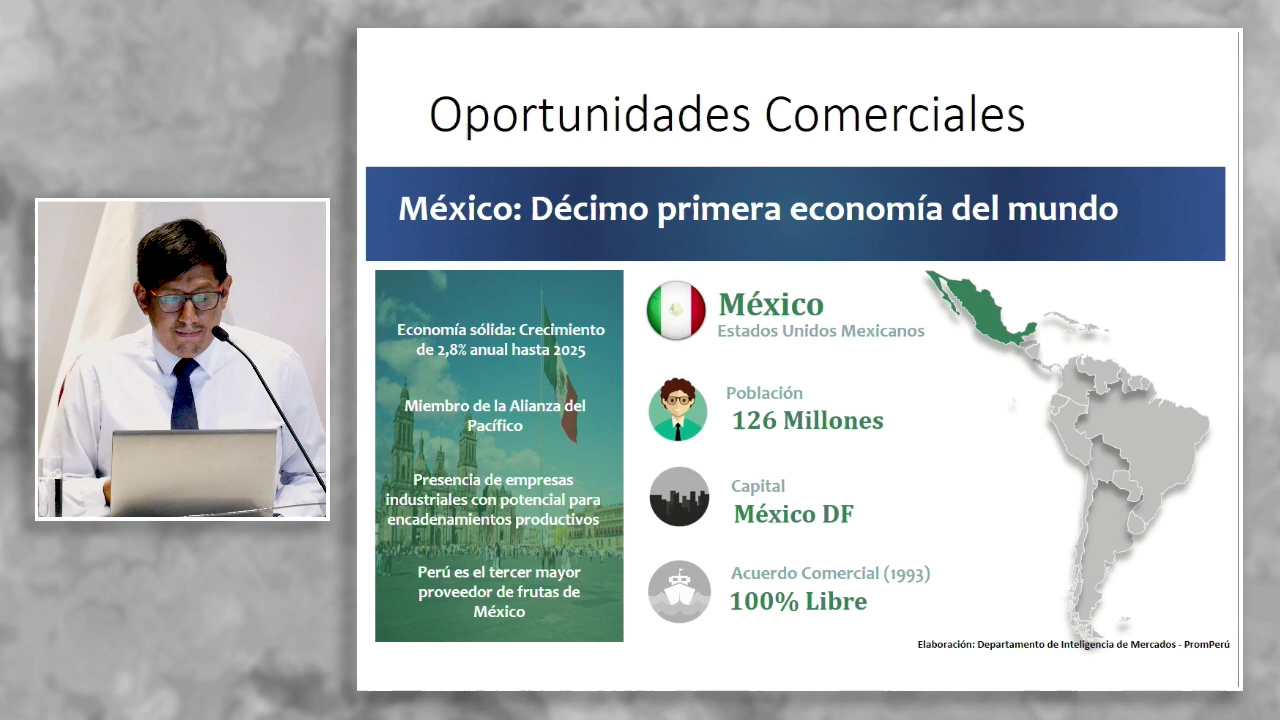 Oportunidades Comerciales
México: Décimo primera economía del mundo
Economía sólida: Crecimiento
de 2,8% anual hasta 2025
Miembro de la Alianza del
Pacífico
Presencia de empresas
industriales con potencial para
encadenamientos productivos
Perú es el tercer mayor
proveedor de frutas de
México
México
Estados Unidos Mexicanos
Población
126 Millones
Capital
México DF
Acuerdo Comercial (1993)
100% Libre
Elaboración: Departamento de Inteligencia de Mercados - PromPerú